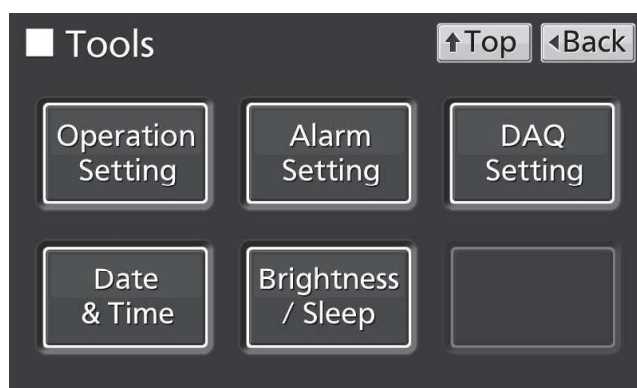 Tools
↑Top
◂Back
Operation
Setting
Alarm
Setting
DAQ
Setting
Date
& Time
Brightness
/ Sleep